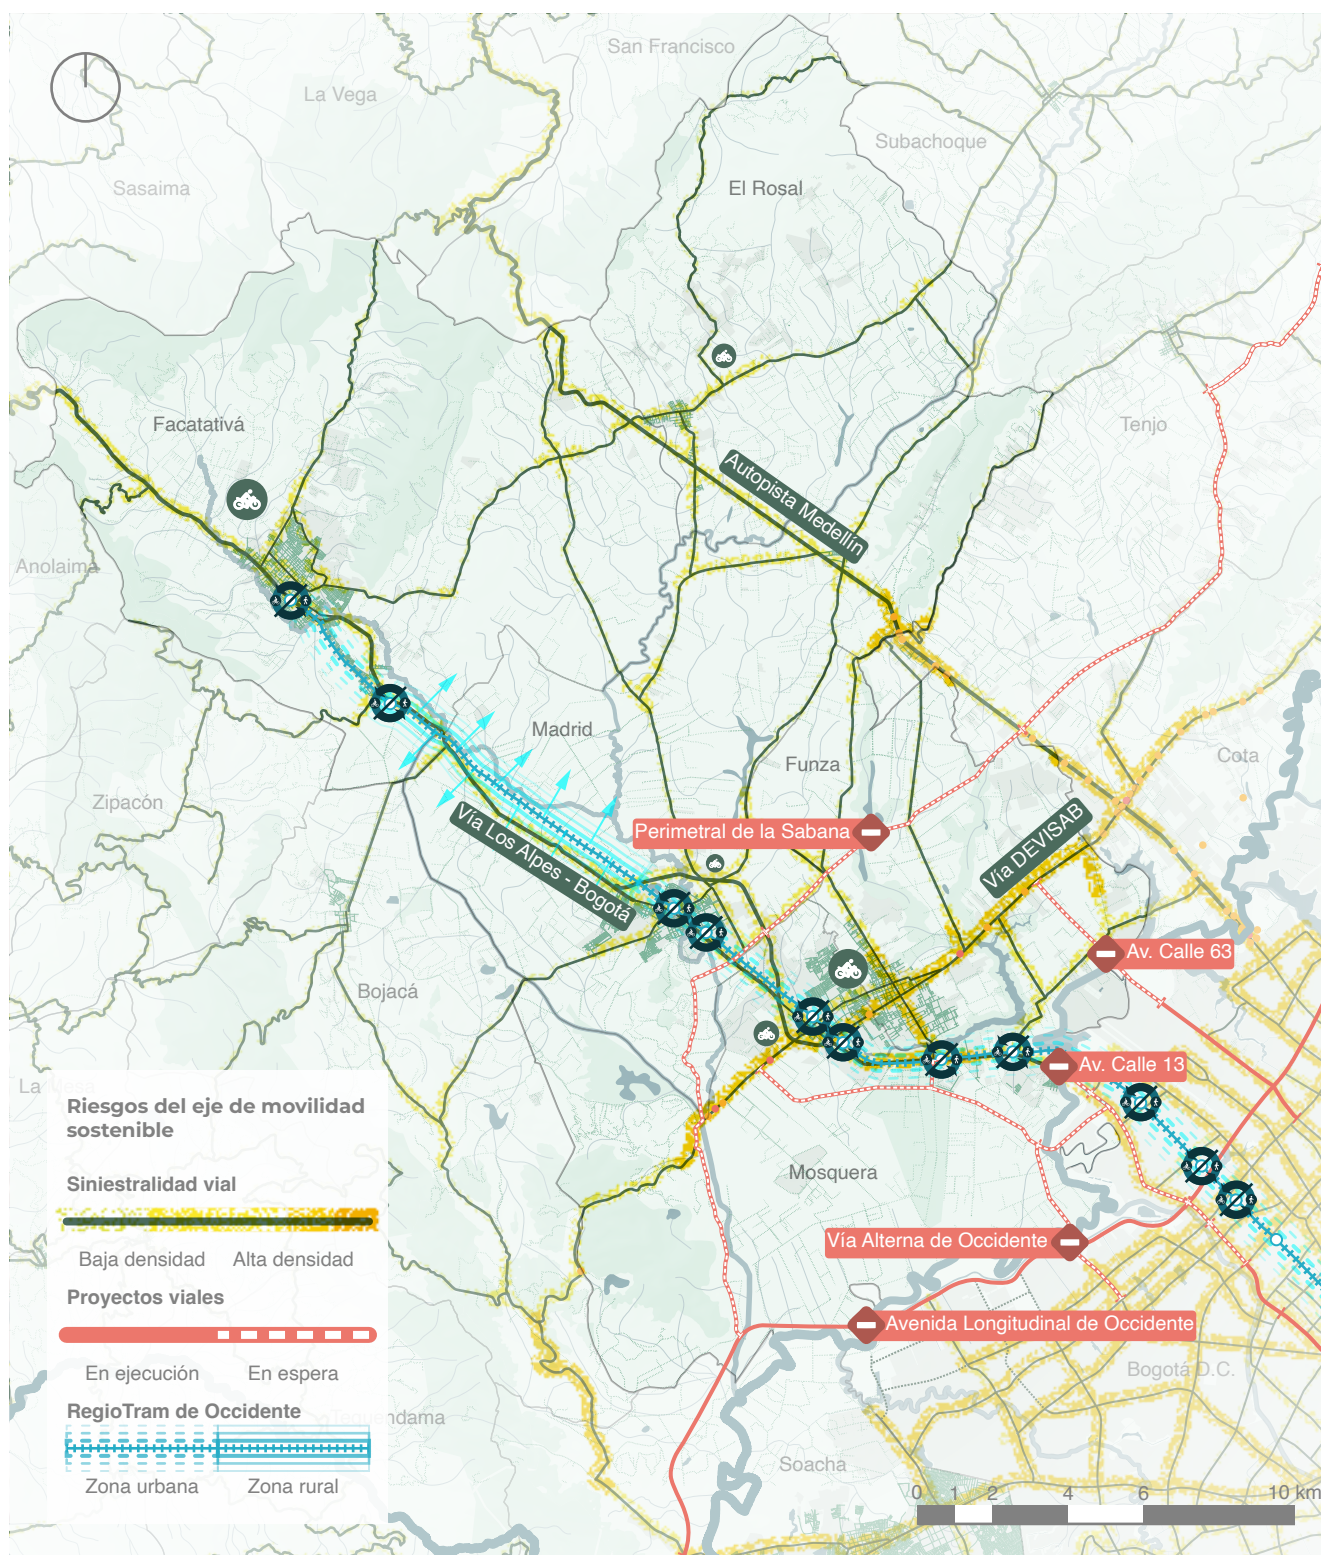 San Francisco
La Vega
Subachoque
Sasaima
El Rosal
Facatativá
Tenjo
Autopista Medellín
Anolaima
Madrid
Cota
Funza
Zipacón
Perimetral de la Sabana
Vía DEVISAB
Vía Los Alpes - Bogotá
Av. Calle 63
Bojacá
Av. Calle 13
Mosquera
Vía Alterna de Occidente
Avenida Longitudinal de Occidente
Bogotá D.C.
Soacha
La Mesa
Riesgos del eje de movilidad
sostenible
Siniestralidad vial
Baja densidad Alta densidad
Proyectos viales
En ejecución En espera
RegioTram de Occidente
Zona urbana Zona rural
0 1 2 4 6 10 km